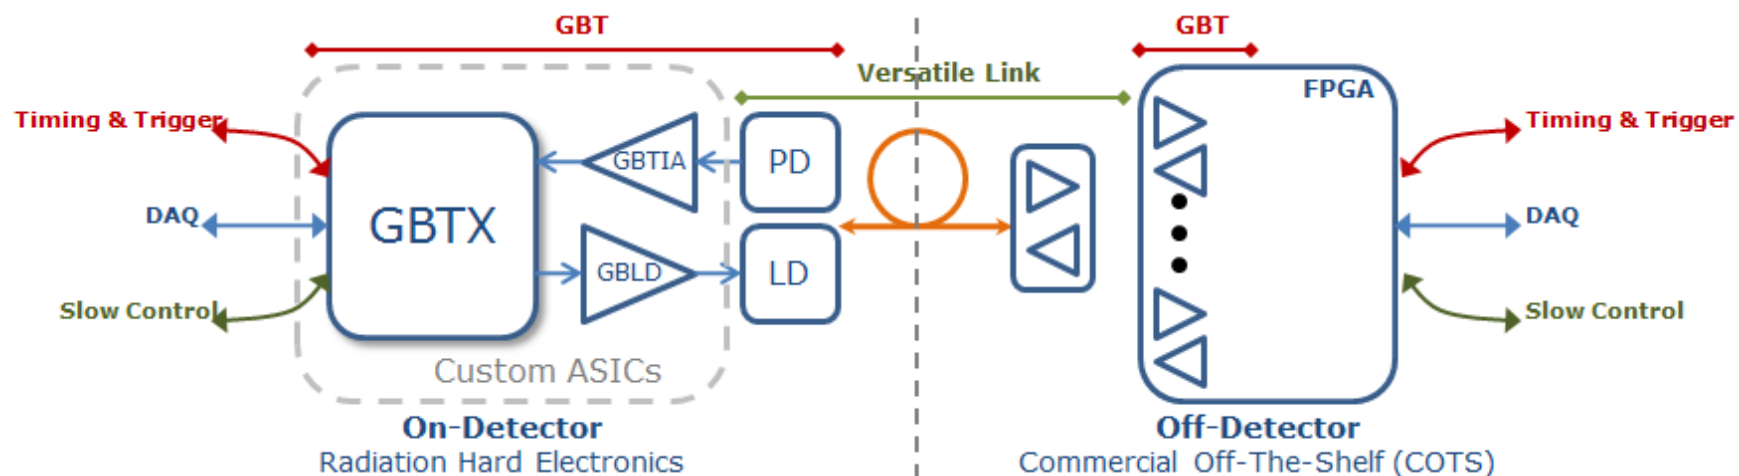 GBT
GBT
Versatile Link
FPGA
Timing & Trigger
Timing & Trigger
GBTIA
PD
DAQ
GBTX
DAQ
GBLD
LD
Slow Control
Slow Control
Custom ASICs
On-Detector
Off-Detector
Radiation Hard Electronics
Commercial Off-The-Shelf (COTS)